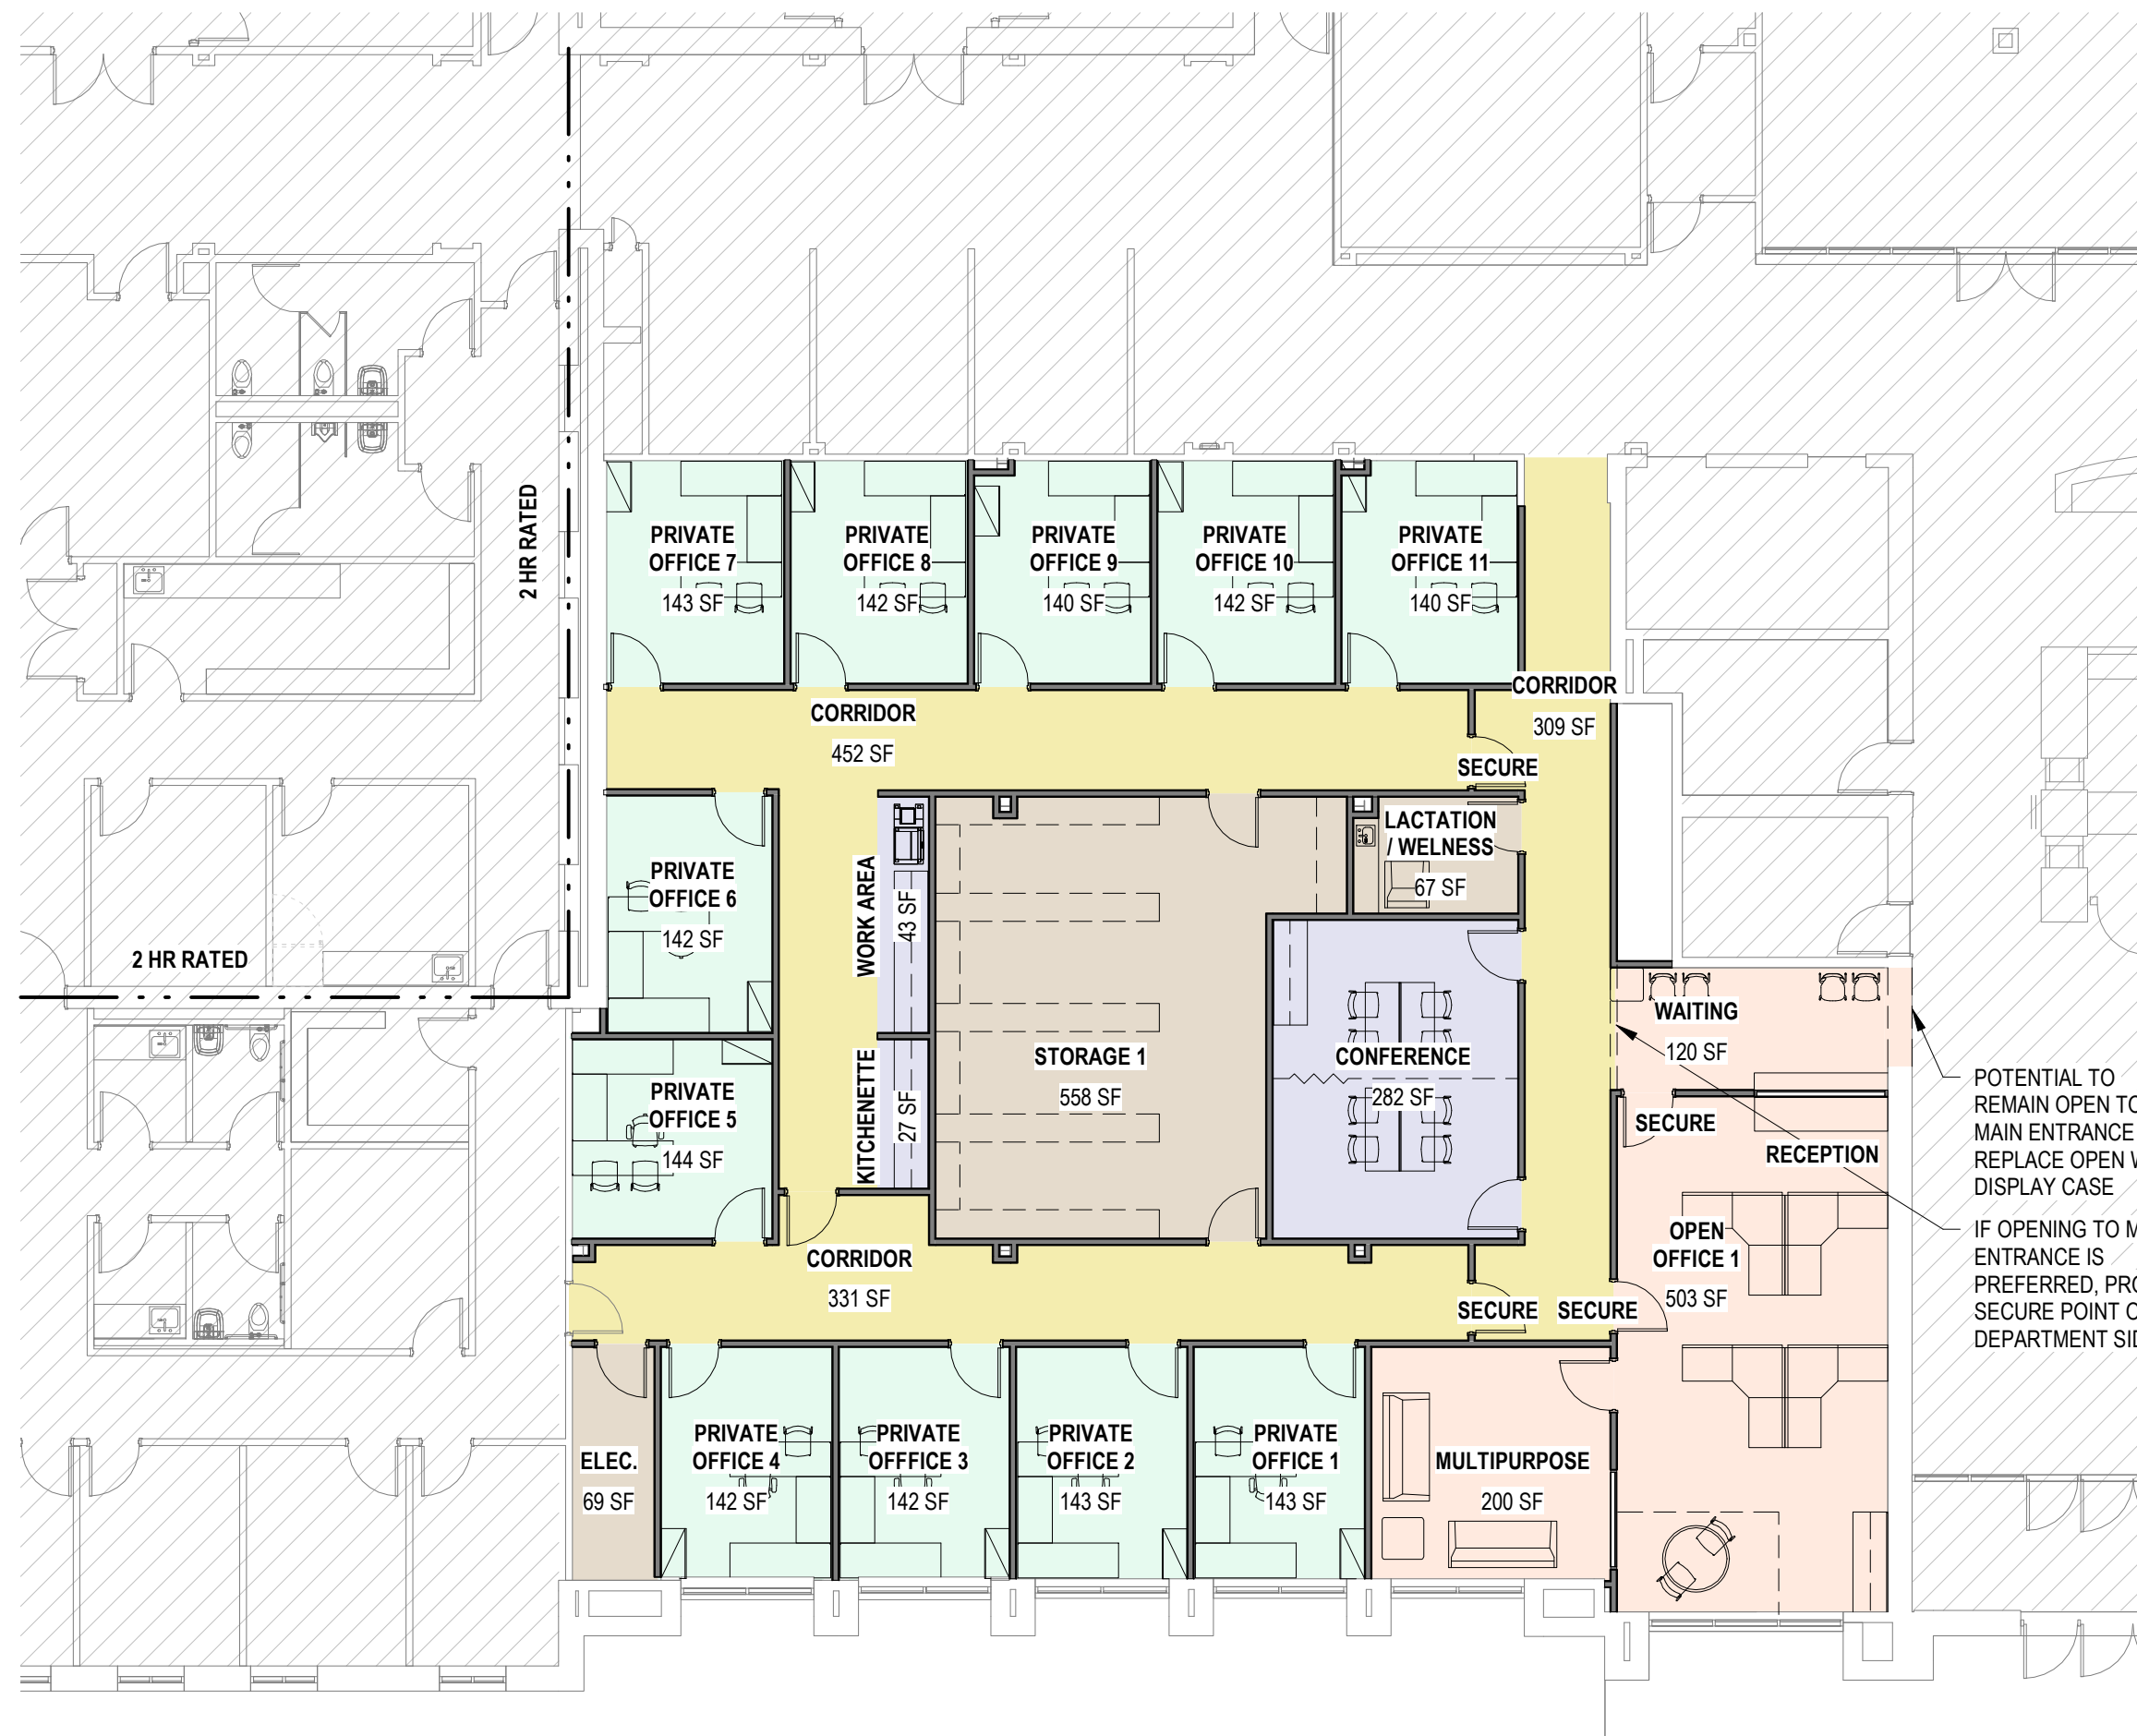 2 HR RATED
PRIVATE
OFFICE 7
143 SF
PRIVATE
OFFICE 8
142 SF
PRIVATE
OFFICE 9
140 SF
PRIVATE
OFFICE 10
142 SF
PRIVATE
OFFICE 11
140 SF
CORRIDOR
452 SF
CORRIDOR
309 SF
SECURE
PRIVATE
OFFICE 6
142 SF
WORK AREA
43 SF
LACTATION
/ WELNESS
67 SF
2 HR RATED
PRIVATE
OFFICE 5
144 SF
KITCHENETTE
27 SF
STORAGE 1
558 SF
CONFERENCE
282 SF
WAITING
120 SF
SECURE
RECEPTION
POTENTIAL TO
REMAIN OPEN TO
MAIN ENTRANCE
REPLACE OPEN W
DISPLAY CASE
IF OPENING TO M
ENTRANCE IS
PREFERRED, PRO
SECURE POINT O
DEPARTMENT SID
OPEN
OFFICE 1
503 SF
CORRIDOR
331 SF
SECURE
SECURE
ELEC.
69 SF
PRIVATE
OFFICE 4
142 SF
PRIVATE
OFFFICE 3
142 SF
PRIVATE
OFFICE 2
143 SF
PRIVATE
OFFICE 1
143 SF
MULTIPURPOSE
200 SF